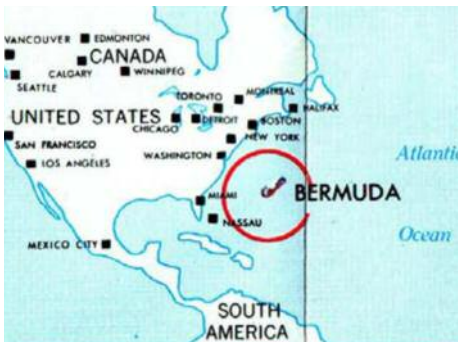 VANCOUVER
EDMONTON
CANADA
CALGARY
WINNIPEG
SEATTLE
TORONTO
MONTREAL
HALIFAX
UNITED STATES
CHICAGO
DETROIT
BOSTON
NEW YORK
SAN FRANCISCO
WASHINGTON
LOS ANGELES
Atlantic
MIAMI
BERMUDA
NASSAU
Ocean
MEXICO CITY
SOUTH
AMERICA